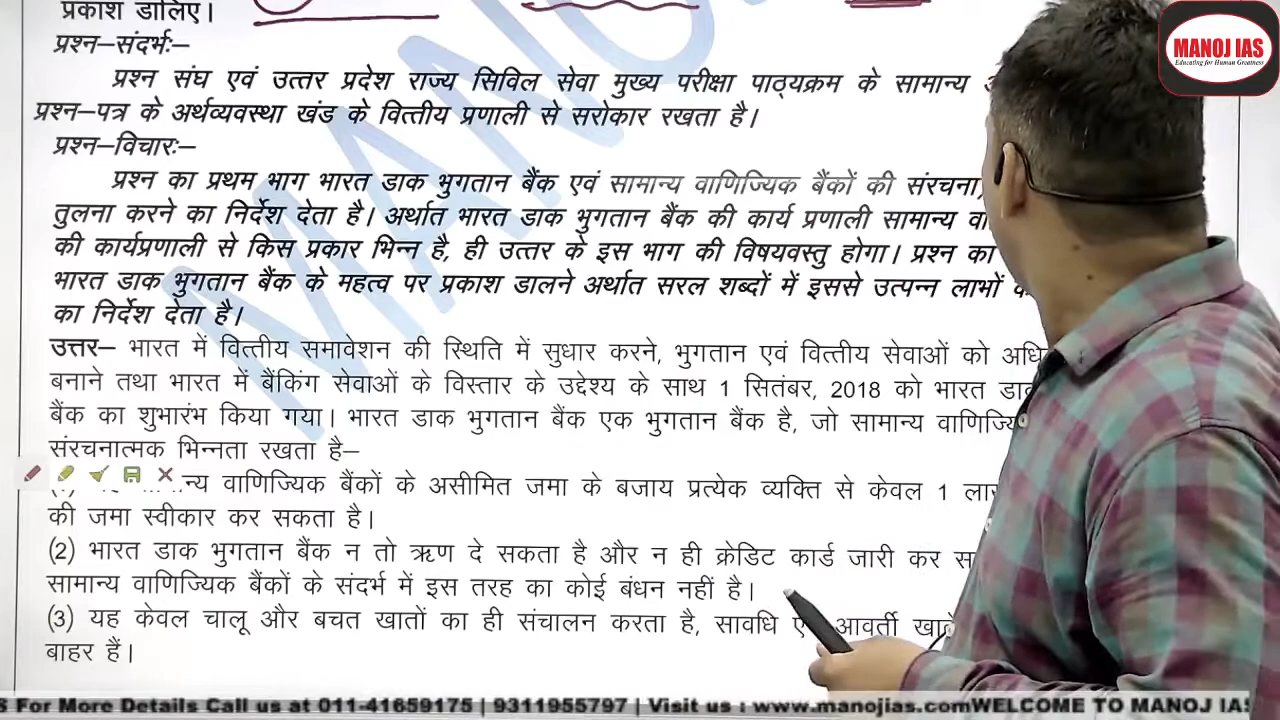 प्रकाश डालिए।
प्रश्न–संदर्भः–
प्रश्न संघ एवं उत्तर प्रदेश राज्य सिविल सेवा मुख्य परीक्षा पाठ्यक्रम के सामान्य
प्रश्न–पत्र के अर्थव्यवस्था खंड के वित्तीय प्रणाली से सरोकार रखता है।
प्रश्न–विचारः–
प्रश्न का प्रथम भाग भारत डाक भुगतान बैंक एवं सामान्य वाणिज्यिक बैंकों की संरचना
तुलना करने का निर्देश देता है। अर्थात भारत डाक भुगतान बैंक की कार्य प्रणाली सामान्य
की कार्यप्रणाली से किस प्रकार भिन्न है, ही उत्तर के इस भाग की विषयवस्तु होगा। प्रश्न का
भारत डाक भुगतान बैंक के महत्व पर प्रकाश डालने अर्थात सरल शब्दों में इससे उत्पन्न लाभों
का निर्देश देता है।
उत्तर– भारत में वित्तीय समावेशन की स्थिति में सुधार करने, भुगतान एवं वित्तीय सेवाओं को
बनाने तथा भारत में बैंकिंग सेवाओं के विस्तार के उद्देश्य के साथ 1 सितंबर, 2018 को भारत
बैंक का शुभारंभ किया गया। भारत डाक भुगतान बैंक एक भुगतान बैंक है, जो सामान्य
संरचनात्मक भिन्नता रखता है–
वाणिज्यिक बैंकों के असीमित जमा के बजाय प्रत्येक व्यक्ति से केवल 1
की जमा स्वीकार कर सकता है।
(2) भारत डाक भुगतान बैंक न तो ऋण दे सकता है और न ही क्रेडिट कार्ड जारी कर
सामान्य वाणिज्यिक बैंकों के संदर्भ में इस तरह का कोई बंधन नहीं है।
(3) यह केवल चालू और बचत खातों का ही संचालन करता है, सावधि आवर्ती
बाहर हैं।
MANOJ IAS
Educating for Human Greatness
S For More Details Call us at 011-41659175 | 9311955797 | Visit us : www.manojias.comWELCOME TO MANOJ IAS